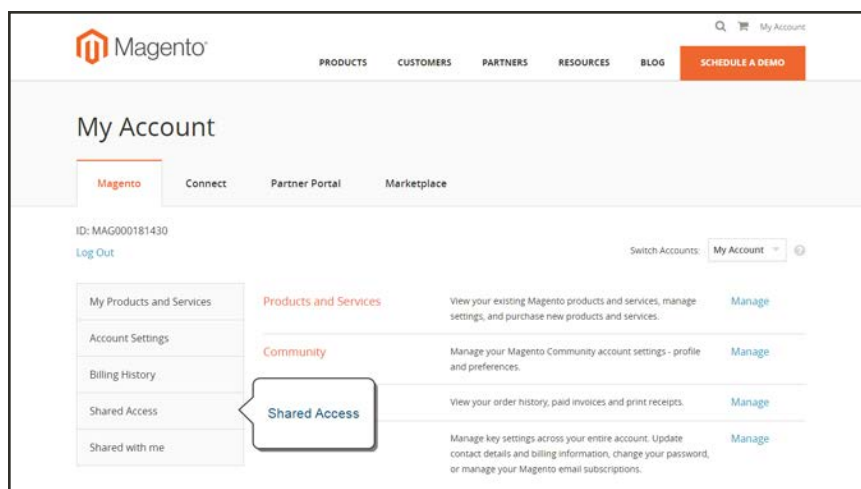 My Account
Magento
PRODUCTS CUSTOMERS PARTNERS RESOURCES BLOG SCHEDULE A DEMO
My Account
Magento Connect Partner Portal Marketplace
ID: MAG000181430
Log Out
Switch Accounts: My Account
My Products and Services
Account Settings
Billing History
Shared Access
Shared with me
Shared Access
Products and Services
View your existing Magento products and services, manage
settings, and purchase new products and services.
Manage
Community
Manage your Magento Community account settings - profile
and preferences.
Manage
View your order history, paid invoices and print receipts.
Manage
Manage key settings across your entire account. Update
contact details and billing information, change your password,
or manage your Magento email subscriptions.
Manage